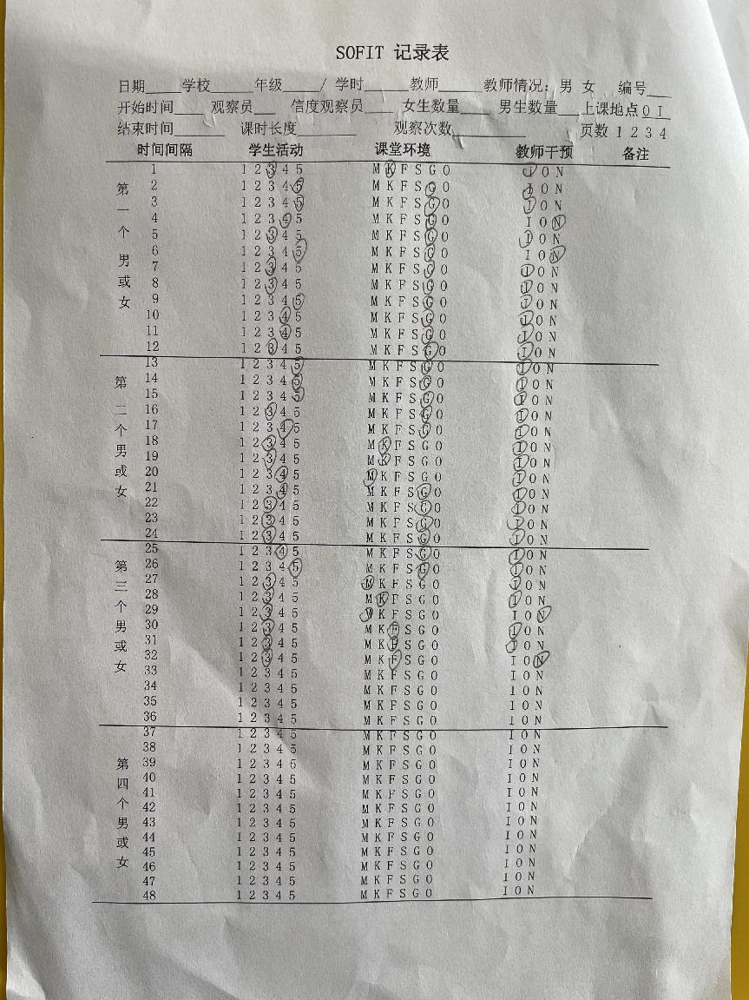 SOFIT 记录表
日期____学校____年级____/ 学时____教师____教师情况：男 女 编号__
开始时间___ 观察员___ 信度观察员___ 女生数量___ 男生数量___上课地点O I
结束时间______ 课时长度______ 观察次数________ 页数 1 2 3 4
时间间隔 学生活动 课堂环境 教师干预 备注
第一个男或女
1 1 2 3 4 5 M K F S G O I O N
2 1 2 3 4 5 M K F S G O I O N
3 1 2 3 4 5 M K F S G O I O N
4 1 2 3 4 5 M K F S G O I O N
5 1 2 3 4 5 M K F S G O I O N
6 1 2 3 4 5 M K F S G O I O N
7 1 2 3 4 5 M K F S G O I O N
8 1 2 3 4 5 M K F S G O I O N
9 1 2 3 4 5 M K F S G O I O N
10 1 2 3 4 5 M K F S G O I O N
11 1 2 3 4 5 M K F S G O I O N
12 1 2 3 4 5 M K F S G O I O N
第二个男或女
13 1 2 3 4 5 M K F S G O I O N
14 1 2 3 4 5 M K F S G O I O N
15 1 2 3 4 5 M K F S G O I O N
16 1 2 3 4 5 M K F S G O I O N
17 1 2 3 4 5 M K F S G O I O N
18 1 2 3 4 5 M K F S G O I O N
19 1 2 3 4 5 M K F S G O I O N
20 1 2 3 4 5 M K F S G O I O N
21 1 2 3 4 5 M K F S G O I O N
22 1 2 3 4 5 M K F S G O I O N
23 1 2 3 4 5 M K F S G O I O N
24 1 2 3 4 5 M K F S G O I O N
第三个男或女
25 1 2 3 4 5 M K F S G O I O N
26 1 2 3 4 5 M K F S G O I O N
27 1 2 3 4 5 M K F S G O I O N
28 1 2 3 4 5 M K F S G O I O N
29 1 2 3 4 5 M K F S G O I O N
30 1 2 3 4 5 M K F S G O I O N
31 1 2 3 4 5 M K F S G O I O N
32 1 2 3 4 5 M K F S G O I O N
33 1 2 3 4 5 M K F S G O I O N
34 1 2 3 4 5 M K F S G O I O N
35 1 2 3 4 5 M K F S G O I O N
36 1 2 3 4 5 M K F S G O I O N
第四个男或女
37 1 2 3 4 5 M K F S G O I O N
38 1 2 3 4 5 M K F S G O I O N
39 1 2 3 4 5 M K F S G O I O N
40 1 2 3 4 5 M K F S G O I O N
41 1 2 3 4 5 M K F S G O I O N
42 1 2 3 4 5 M K F S G O I O N
43 1 2 3 4 5 M K F S G O I O N
44 1 2 3 4 5 M K F S G O I O N
45 1 2 3 4 5 M K F S G O I O N
46 1 2 3 4 5 M K F S G O I O N
47 1 2 3 4 5 M K F S G O I O N
48 1 2 3 4 5 M K F S G O I O N